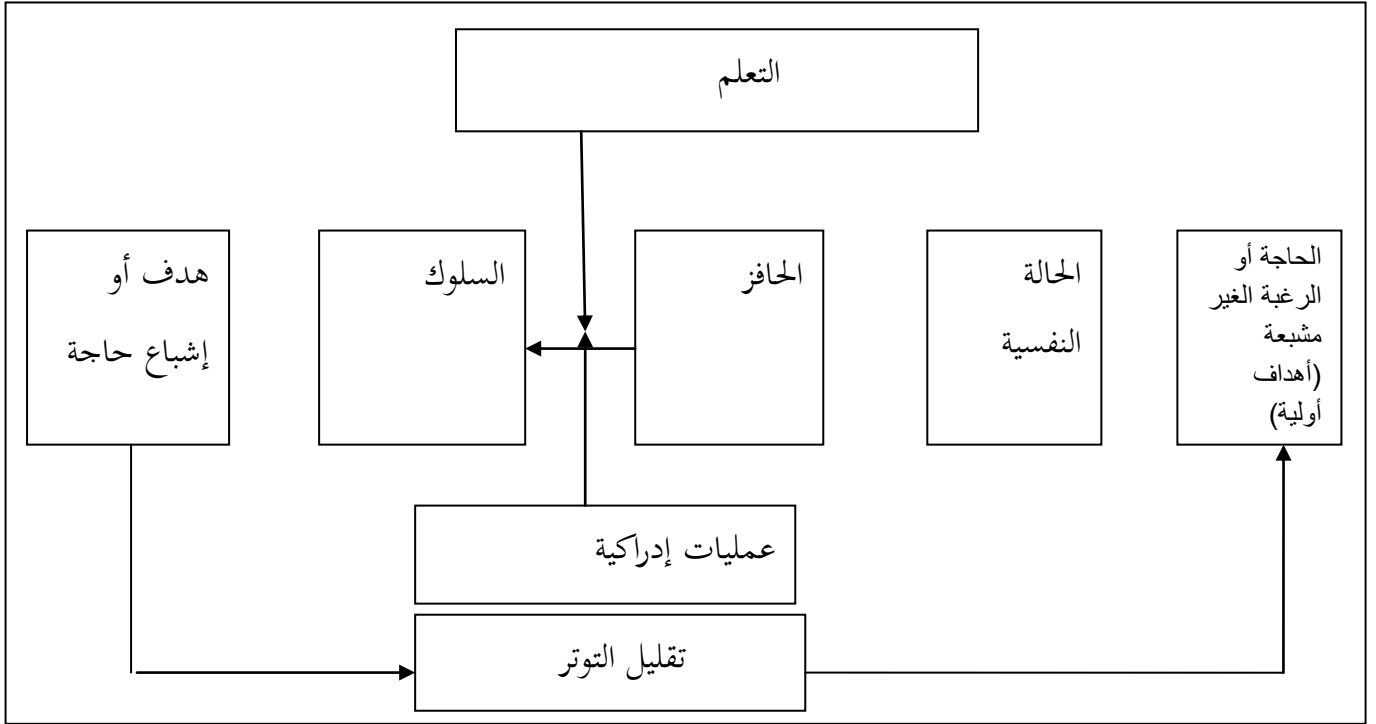 التعلم
الحاجة أو
الرغبة الغير
مشبعة
(أهداف
أولية)
الحالة
النفسية
الحافز
السلوك
هدف أو
إشباع حاجة
عمليات إدراكية
تقليل التوتر